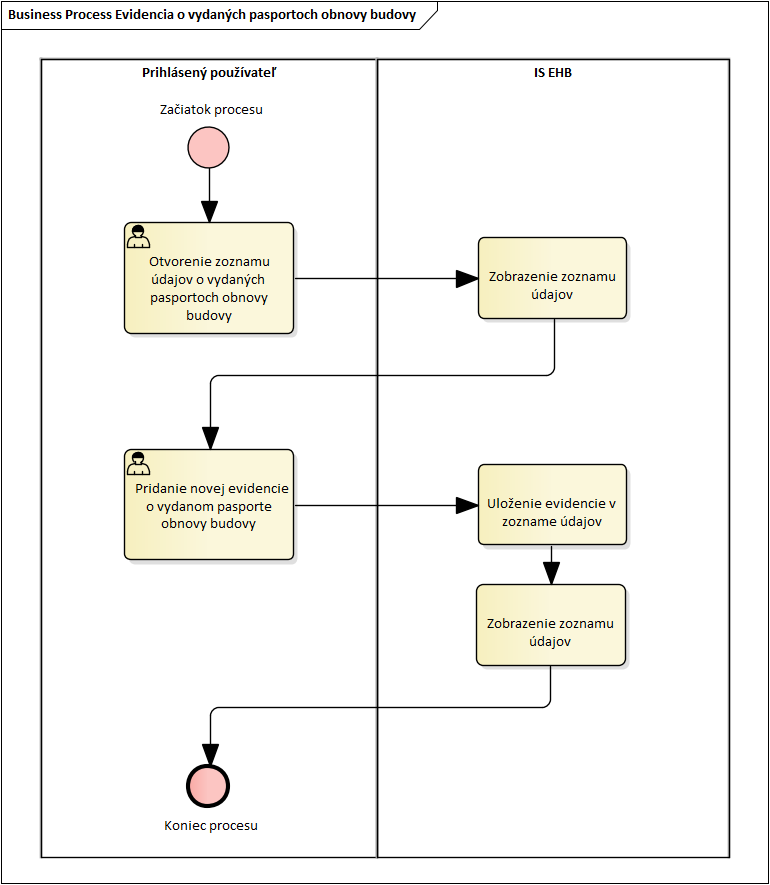 Business Process Evidencia o vydaných pasportoch obnovy budovy
Prihlásený používateľ
IS EHB
Začiatok procesu
Otvorenie zoznamu
údajov o vydaných
pasportoch obnovy
budovy
Zobrazenie zoznamu
údajov
Pridanie novej evidencie
o vydanom pasporte
obnovy budovy
Uloženie evidencie v
zozname údajov
Zobrazenie zoznamu
údajov
Koniec procesu